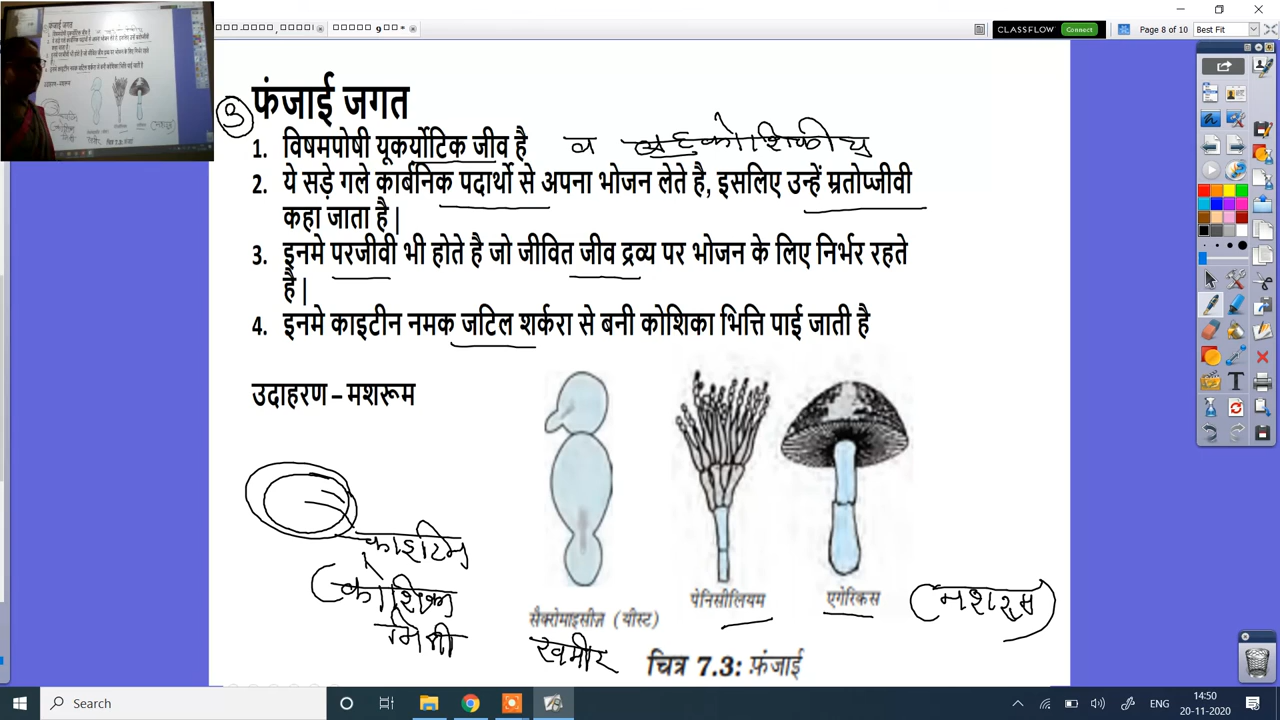 9
CLASSFLOW Connect
Page 8 of 10
Best Fit
3 फंजाई जगत
1. विषमपोषी यूकर्योटिक जीव है व बहुकोशिकीय
2. ये सड़े गले कार्बनिक पदार्थो से अपना भोजन लेते है, इसलिए उन्हें म्रतोप्जीवी
कहा जाता है|
3. इनमे परजीवी भी होते है जो जीवित जीव द्रव्य पर भोजन के लिए निर्भर रहते
है|
4. इनमे काइटीन नमक जटिल शर्करा से बनी कोशिका भित्ति पाई जाती है
उदाहरण – मशरूम
काइटिन
(कोशिका
भित्ती
सैक्रोमाइसीज़ (यीस्ट)
खमीर
पेनिसीलियम
एगेरिकस
(मशरूम)
चित्र 7.3: फ़ंजाई
Search
ENG
14:50
20-11-2020